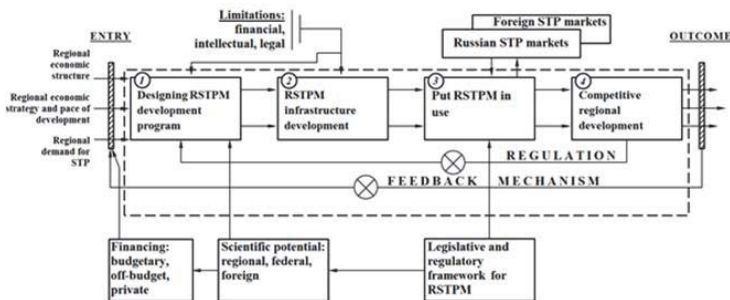 Limitations:
financial,
intellectual, legal
Foreign STP markets
Russian STP markets
ENTRY
OUTCOME
Regional
economic
structure
Regional economic
strategy and pace of
development
Regional
demand for
STP
1
Designing RSTPM
development
program
2
RSTPM
infrastructure
development
3
Put RSTPM in
use
4
Competitive
regional
development
REGULATION
FEEDBACK MECHANISM
Financing:
budgetary,
off-budget,
private
Scientific potential:
regional, federal,
foreign
Legislative and
regulatory
framework for
RSTPM